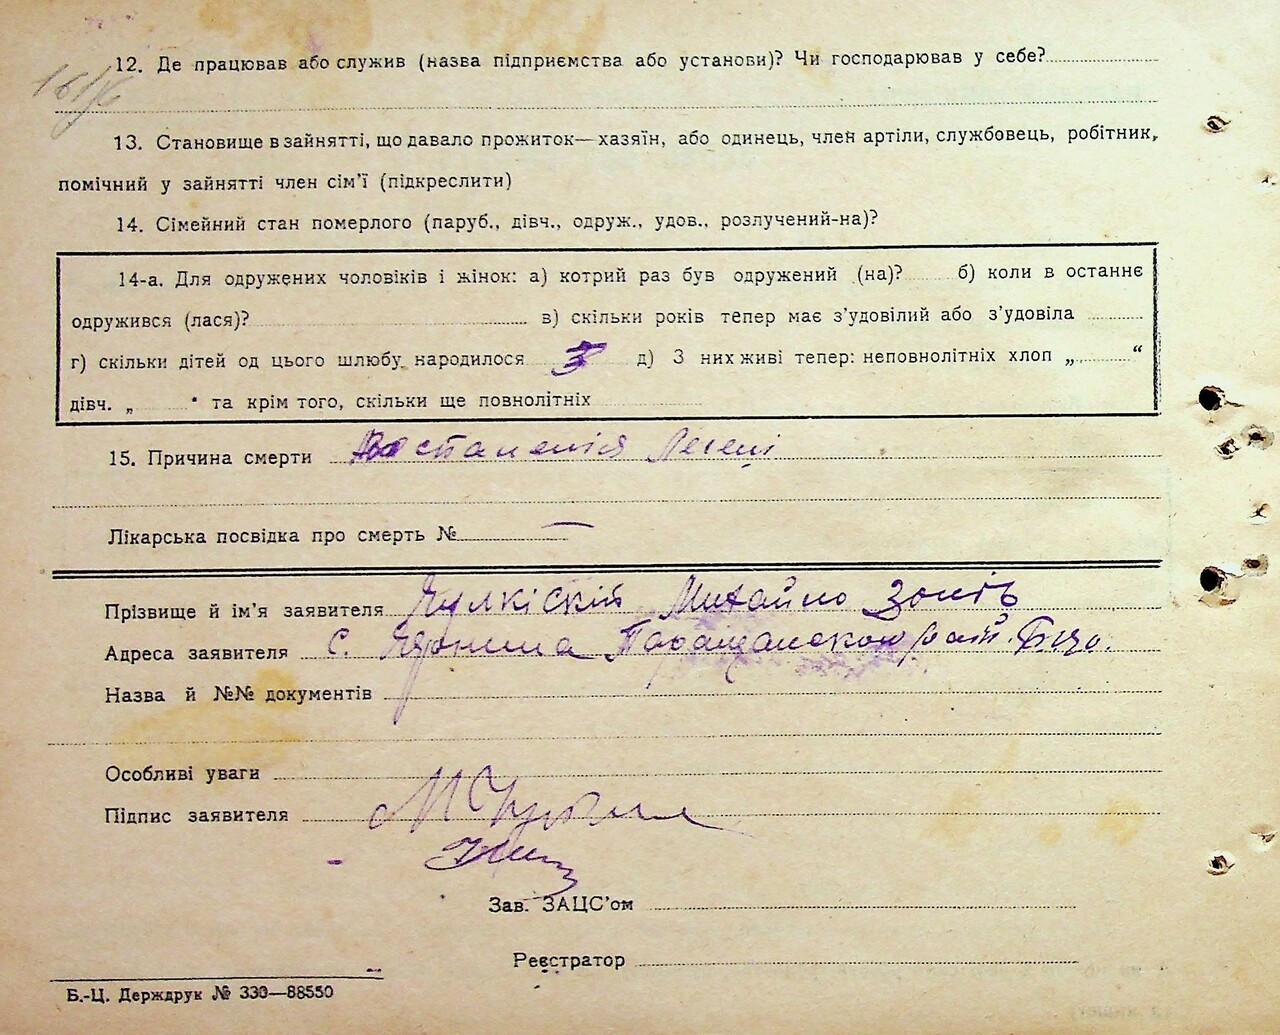 12. Де працював або служив (назва підприємства або установи)? Чи господарював у себе?
13. Становище в зайнятті, що давало прожиток—хазяїн, або одинець, член артіли, службовець, робітник,
помічний у зайнятті член сім'ї (підкреслити)
14. Сімейний стан померлого (паруб., дівч., одруж., удов., розлучений-на)?
14-а. Для одружених чоловіків і жінок: а) котрий раз був одружений (на)? б) коли в останнє
одружився (лася)? в) скільки років тепер має з'удовілий або з'удовіла
г) скільки дітей од цього шлюбу народилося 3 д) З них живі тепер: неповнолітніх хлоп „ “
дівч. „ “ та крім того, скільки ще повнолітніх
15. Причина смерти Восталенія Легені
Лікарська посвідка про смерть № —
Прізвище й ім'я заявителя Михайло Зоить
Адреса заявителя с.
Назва й №№ документів
Особливі уваги
Підпис заявителя
Зав. ЗАЦС'ом
Реєстратор
Б.-Ц. Держдрук № 330—88550